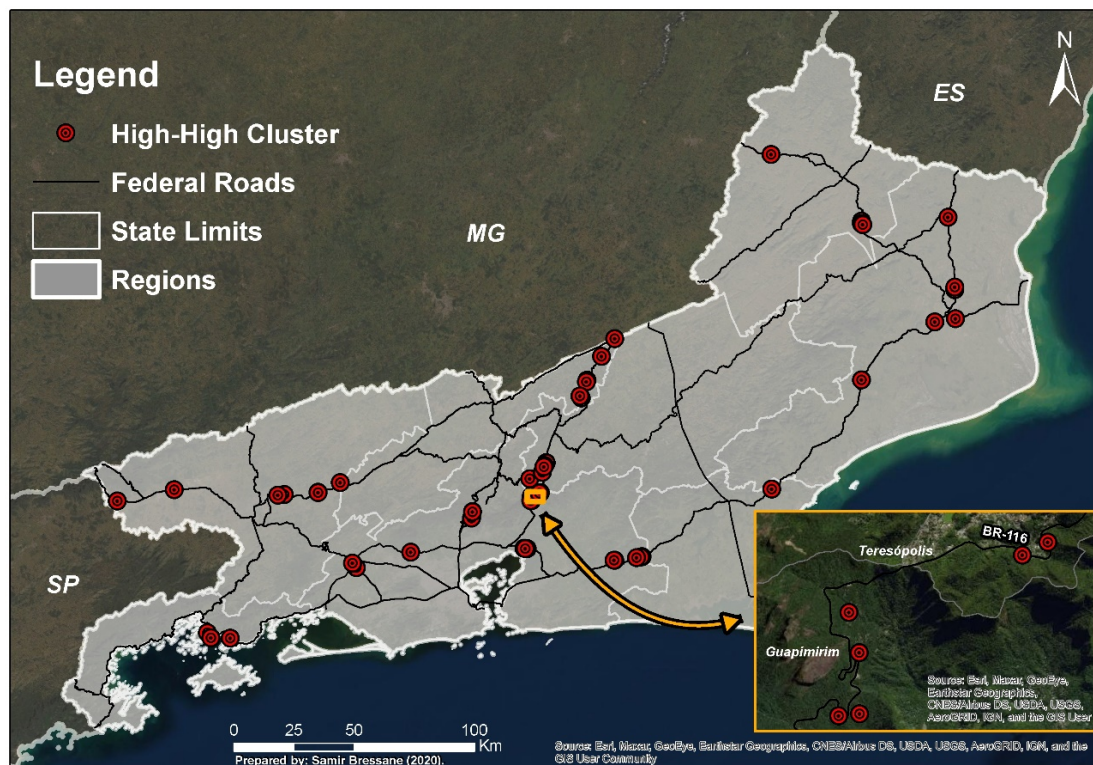 Legend
High-High Cluster
Federal Roads
State Limits
Regions
MG
ES
SP
N
0 50 100
Km
Prepared by: Samir Bressane (2020).
BR-116
Teresópolis
Guapimirim
Source: Esri, Maxar, GeoEye,
Earthstar Geographics,
CNES/Airbus DS, USDA, USGS,
AeroGRID, IGN, and the GIS User
Source: Esri, Maxar, GeoEye, Earthstar Geographics, CNES/Airbus DS, USDA, USGS, AeroGRID, IGN, and the
GIS User Community